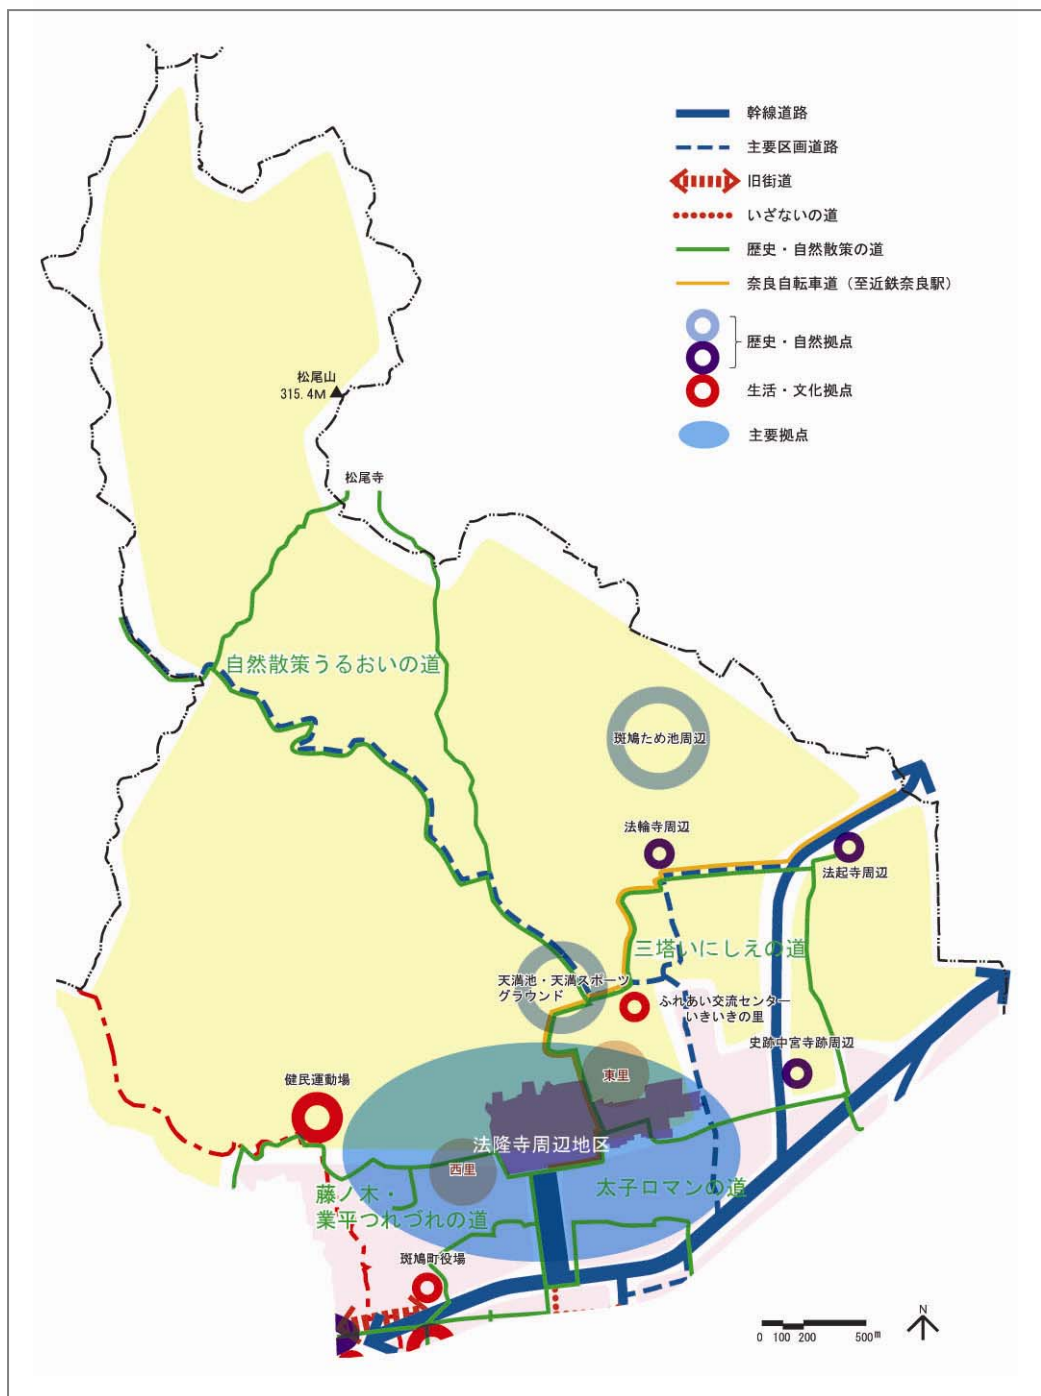 幹線道路
主要区画道路
旧街道
いざないの道
歴史・自然散策の道
奈良自転車道（至近鉄奈良駅）
歴史・自然拠点
生活・文化拠点
主要拠点
松尾山
315.4M
松尾寺
自然散策うるおいの道
斑鳩ため池周辺
法輪寺周辺
法起寺周辺
三塔いにしえの道
天満池・天満スポーツ
グラウンド
ふれあい交流センター
いきいきの里
史跡中宮寺跡周辺
東里
健民運動場
法隆寺周辺地区
西里
太子ロマンの道
藤ノ木・
業平つれづれの道
斑鳩町役場
N
0 100 200 500m